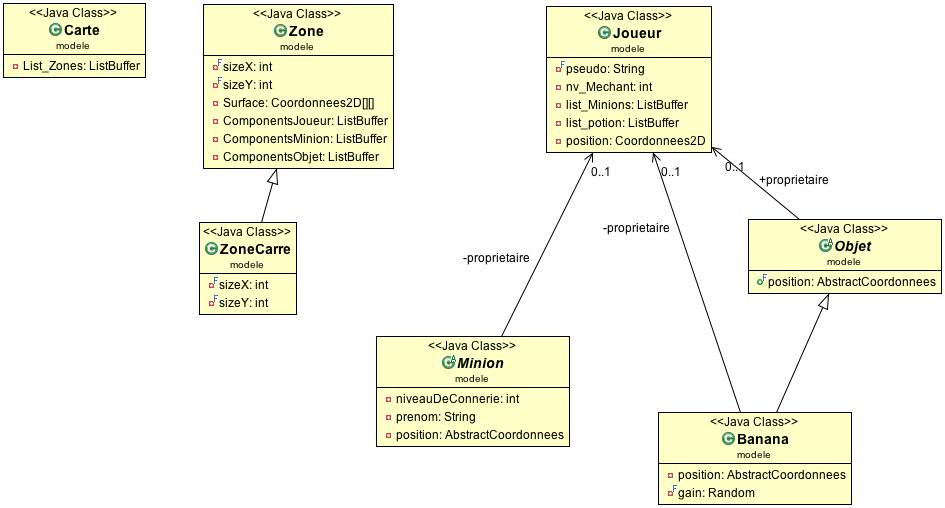 <<Java Class>>
Carte
modele
List_Zones: ListBuffer
<<Java Class>>
Zone
modele
sizeX: int
sizeY: int
Surface: Coordonnees2D[][]
ComponentsJoueur: ListBuffer
ComponentsMinion: ListBuffer
ComponentsObjet: ListBuffer
<<Java Class>>
Joueur
modele
pseudo: String
nv_Mechant: int
list_Minions: ListBuffer
list_potion: ListBuffer
position: Coordonnees2D
0..1
0..1
0..1
+proprietaire
-proprietaire
-proprietaire
<<Java Class>>
ZoneCarre
modele
sizeX: int
sizeY: int
<<Java Class>>
Objet
modele
position: AbstractCoordonnees
<<Java Class>>
Minion
modele
niveauDeConnerie: int
prenom: String
position: AbstractCoordonnees
<<Java Class>>
Banana
modele
position: AbstractCoordonnees
gain: Random